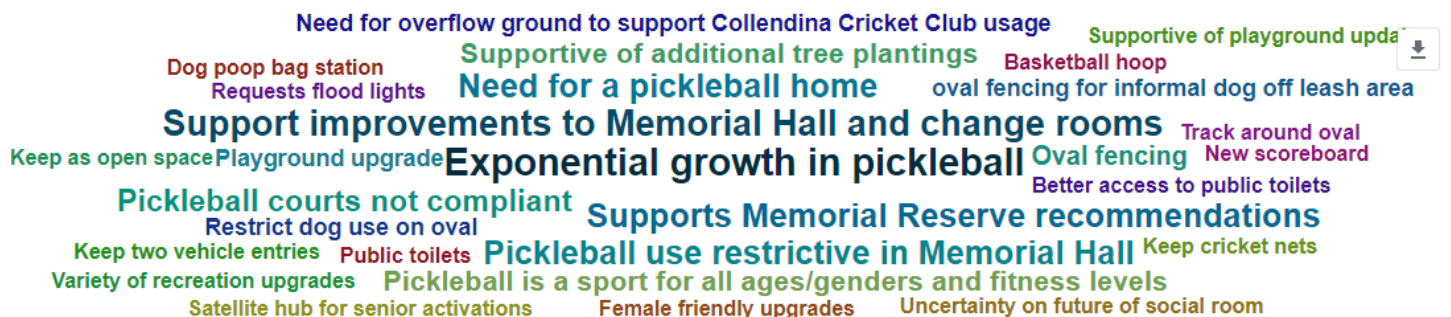 Need for overflow ground to support Collendina Cricket Club usage
Supportive of playground
Supportive of additional tree plantings
Basketball hoop
Dog poop bag station
Requests flood lights
Need for a pickleball home
oval fencing for informal dog off leash area
Support improvements to Memorial Hall and change rooms
Track around oval
Keep as open space
Playground upgrade
Exponential growth in pickleball
Oval fencing
New scoreboard
Better access to public toilets
Pickleball courts not compliant
Supports Memorial Reserve recommendations
Restrict dog use on oval
Keep two vehicle entries
Public toilets
Pickleball use restrictive in Memorial Hall
Keep cricket nets
Variety of recreation upgrades
Pickleball is a sport for all ages/genders and fitness levels
Satellite hub for senior activations
Female friendly upgrades
Uncertainty on future of social room